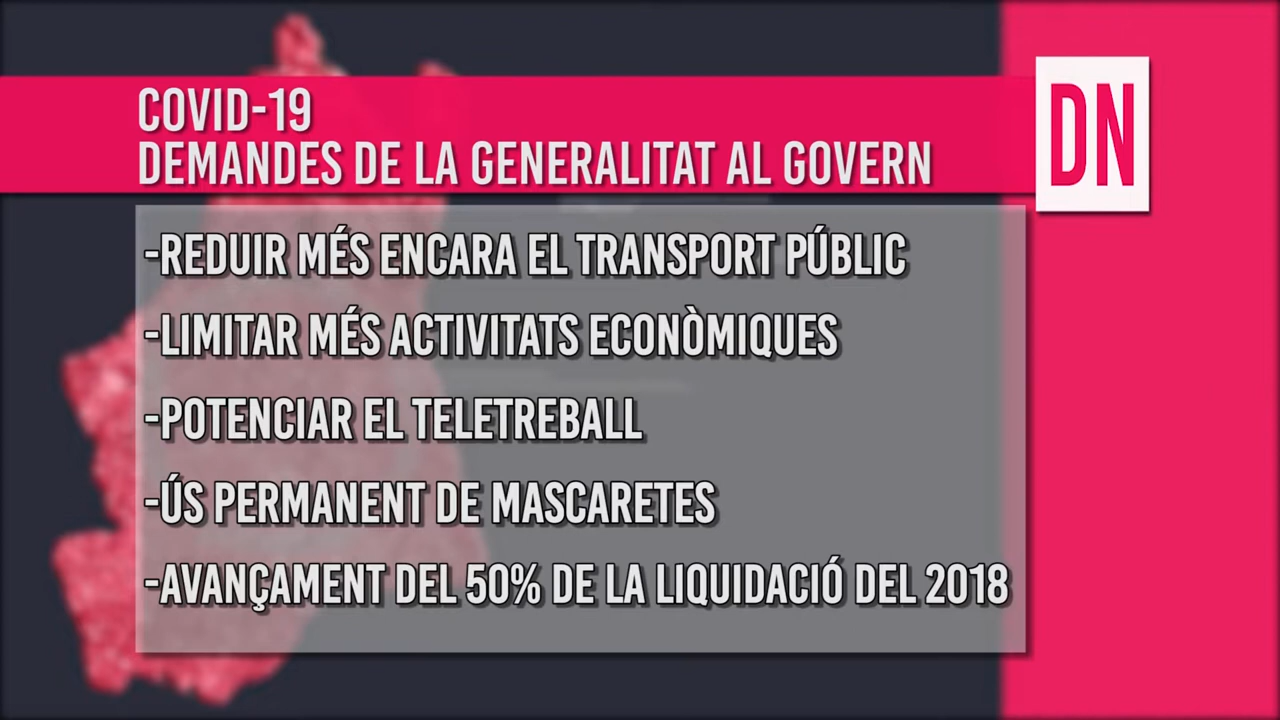 COVID-19
DEMANDES DE LA GENERALITAT AL GOVERN
DN
-REDUIR MÉS ENCARA EL TRANSPORT PÚBLIC
-LIMITAR MÉS ACTIVITATS ECONÒMIQUES
-POTENCIAR EL TELETREBALL
-ÚS PERMANENT DE MASCARETES
-AVANÇAMENT DEL 50% DE LA LIQUIDACIÓ DEL 2018